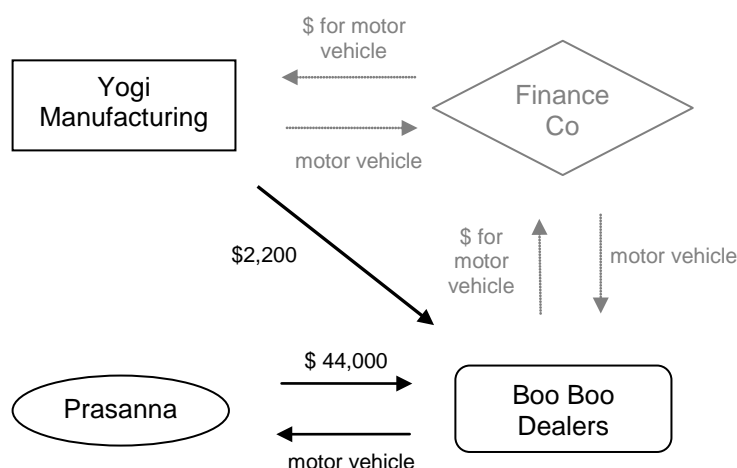 $ for motor
vehicle
Yogi
Manufacturing
Finance
Co
motor vehicle
$2,200
$ for
motor
vehicle
motor vehicle
$ 44,000
Prasanna
Boo Boo
Dealers
motor vehicle